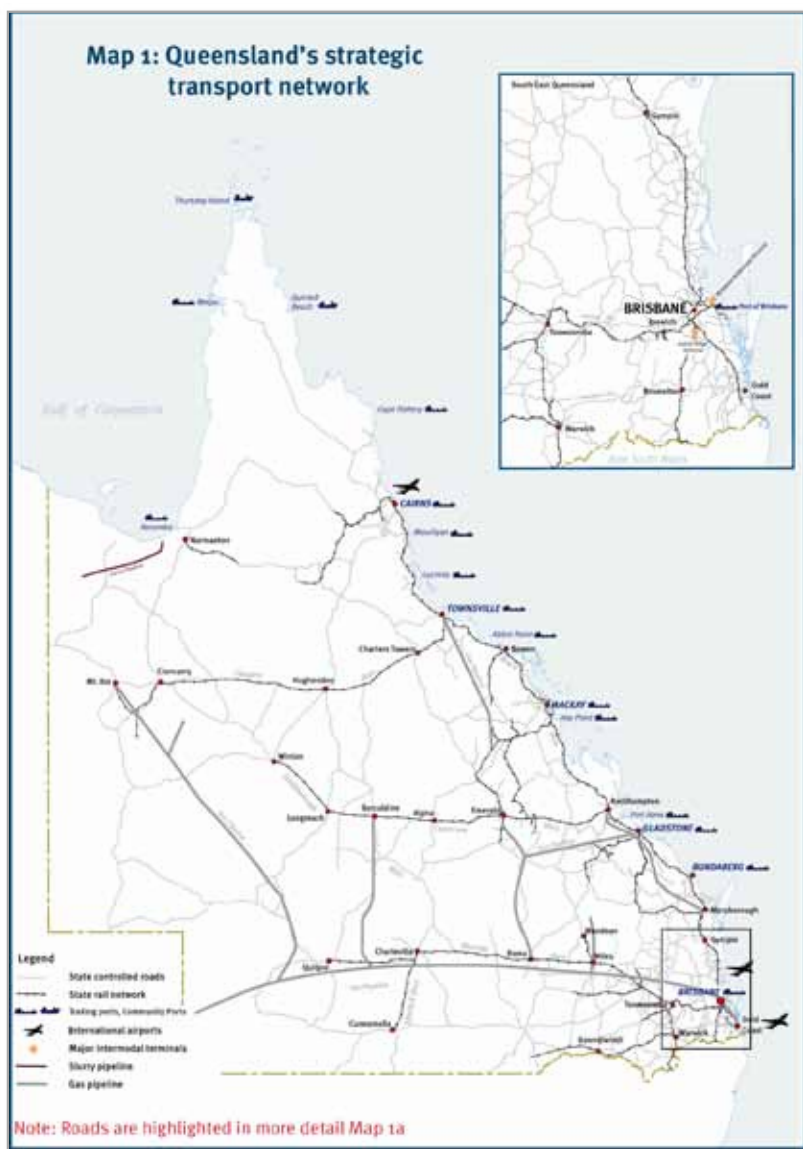 Map 1: Queensland's strategic
transport network
South East Queensland
Gympie
BRISBANE
Port of Brisbane
Ipswich
Toowoomba
Gold
Coast
Warwick
New South Wales
Thursday Island
Weipa
Quintell
Beach
Gulf of Carpentaria
Cape Flattery
CAIRNS
Karumba
Normanton
Mourilyan
Lucinda
TOWNSVILLE
Abbot Point
Bowen
Charters Towers
Mt. Isa
Cloncurry
Hughenden
MACKAY
Hay Point
Winton
Longreach
Barcaldine
Alpha
Emerald
Rockhampton
Port Alma
GLADSTONE
BUNDABERG
Maryborough
Gympie
Quilpie
Charleville
Roma
Miles
Wandoan
BRISBANE
Toowoomba
Gold
Coast
Cunnamulla
Goondiwindi
Warwick
Legend
State controlled roads
State rail network
Trading ports, Community Ports
International airports
Major intermodal terminals
Slurry pipeline
Gas pipeline
Note: Roads are highlighted in more detail Map 1a